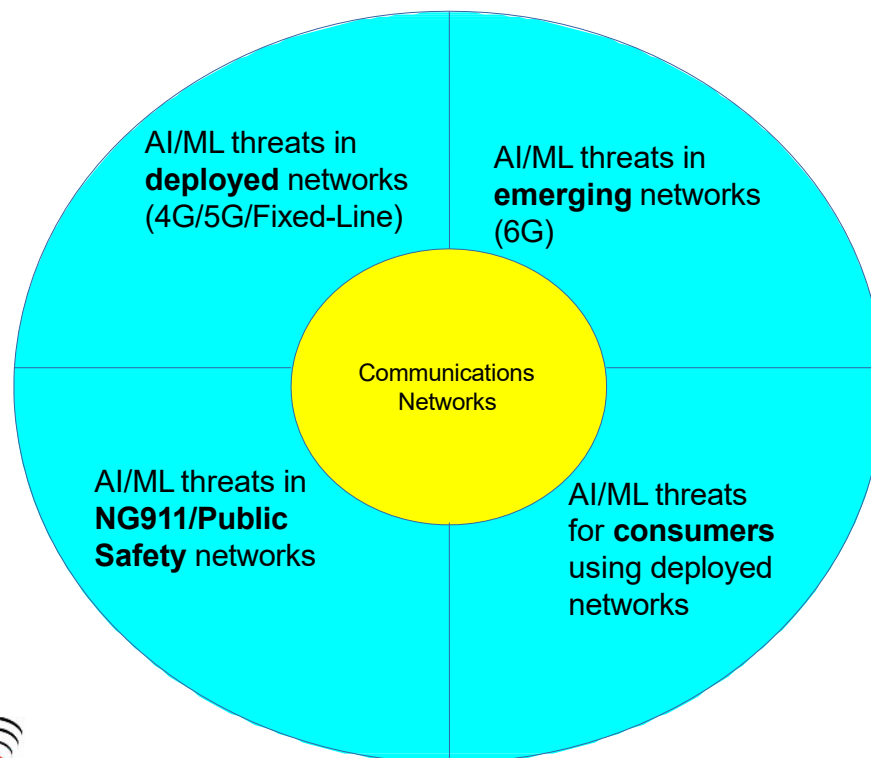 AI/ML threats in
deployed networks
(4G/5G/Fixed-Line)
AI/ML threats in
emerging networks
(6G)
Communications
Networks
AI/ML threats in
NG911/Public
Safety networks
AI/ML threats
for consumers
using deployed
networks